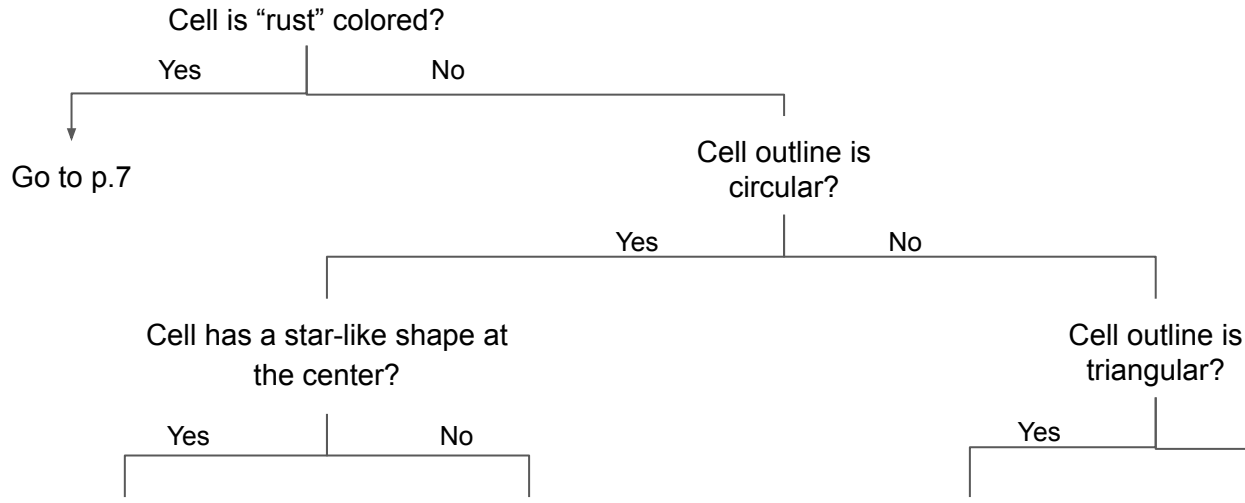 Cell is “rust” colored?
Yes
No
Go to p.7
Cell outline is
circular?
Yes
No
Cell has a star-like shape at
the center?
Cell outline is
triangular?
Yes
No
Yes